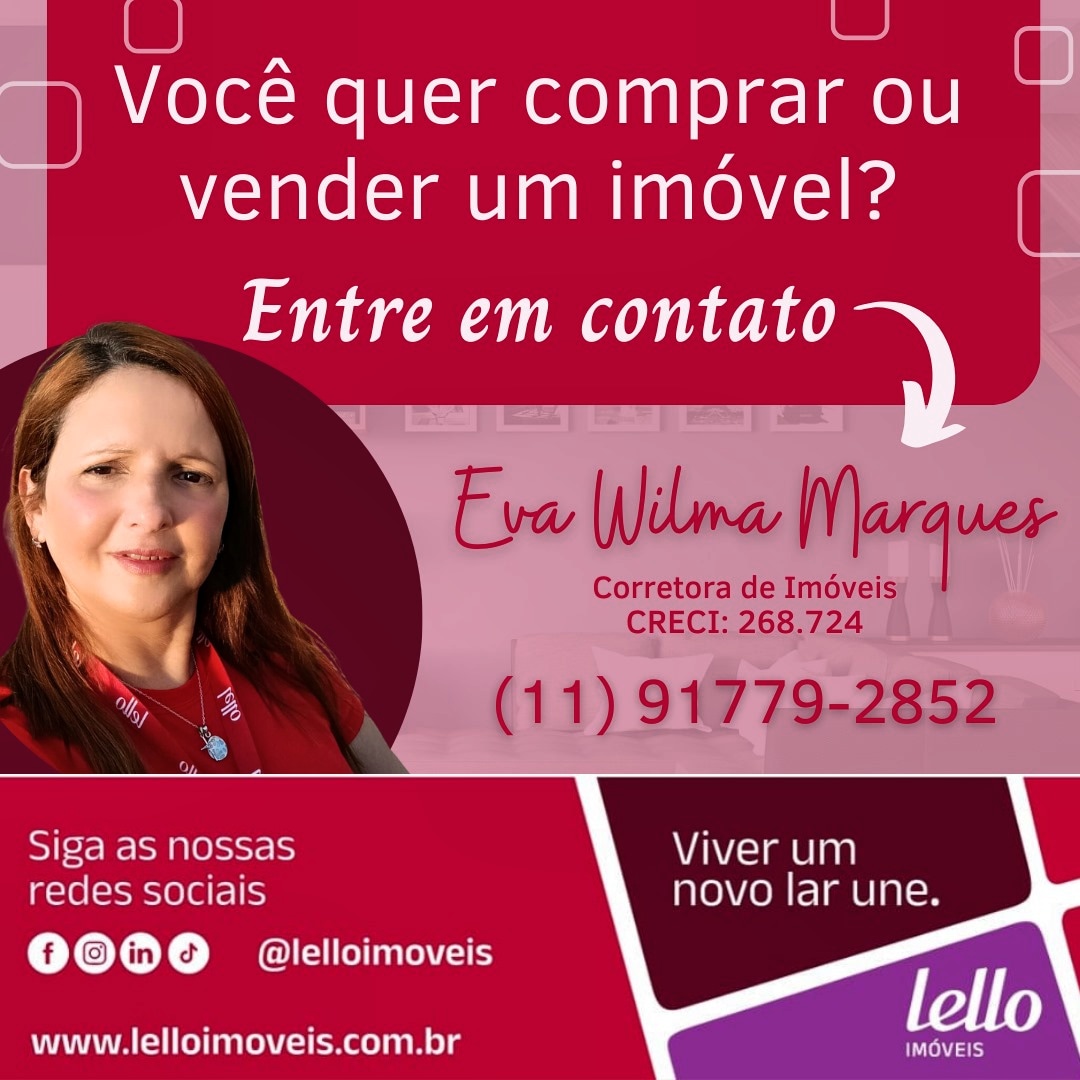 Você quer comprar ou
vender um imóvel?
Entre em contato
Eva Wilma Marques
Corretora de Imóveis
CRECI: 268.724
(11) 91779-2852
lello
lello
Siga as nossas
redes sociais
@lelloimoveis
www.lelloimoveis.com.br
Viver um
novo lar une.
lello
IMÓVEIS